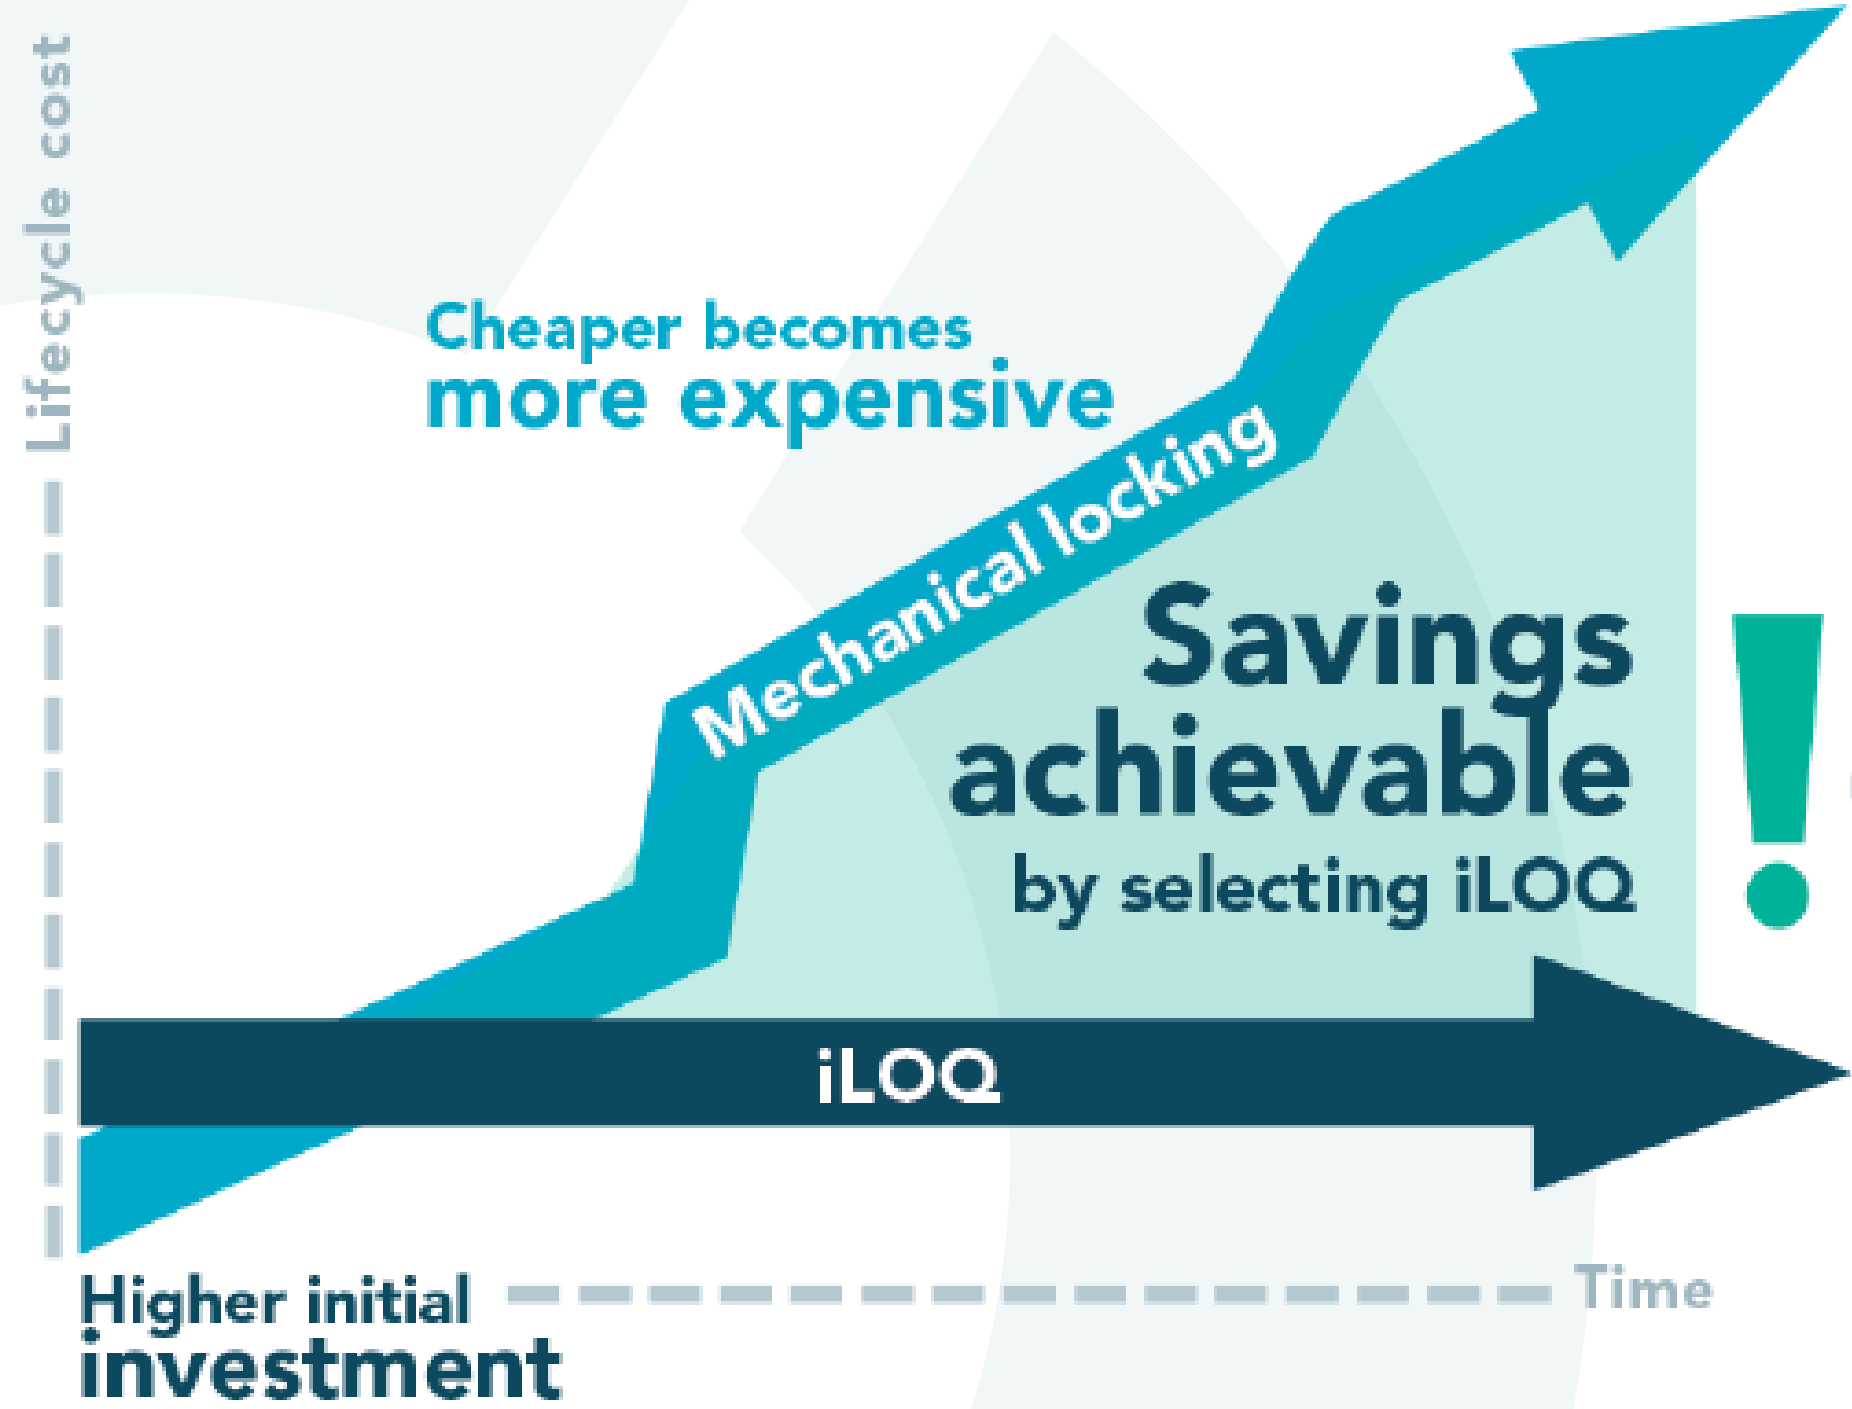 Lifecycle cost
Cheaper becomes
more expensive
Mechanical locking
Savings
achievable
by selecting iLOQ
!
iLOQ
Higher initial
investment
Time